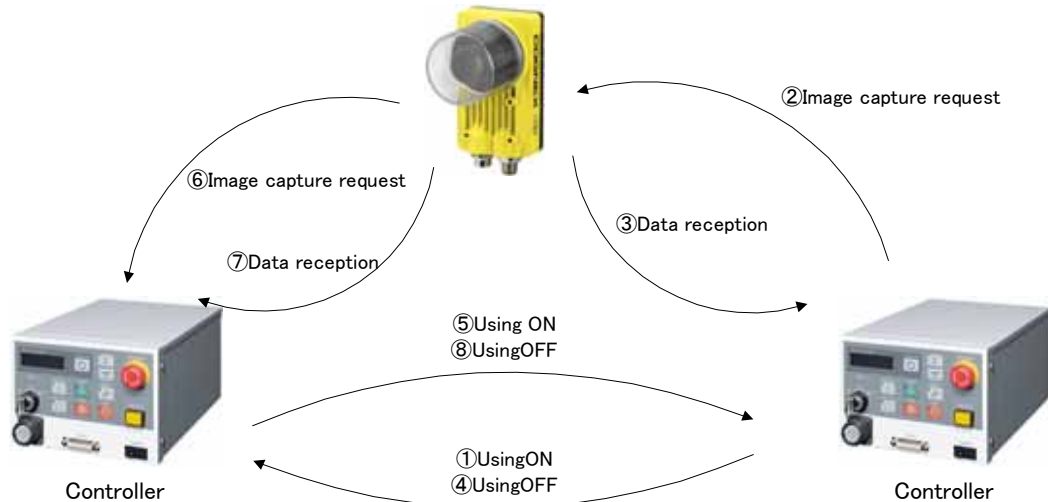 ②Image capture request
⑥Image capture request
③Data reception
⑦Data reception
⑤Using ON
⑧UsingOFF
①UsingON
④UsingOFF
Controller
Controller